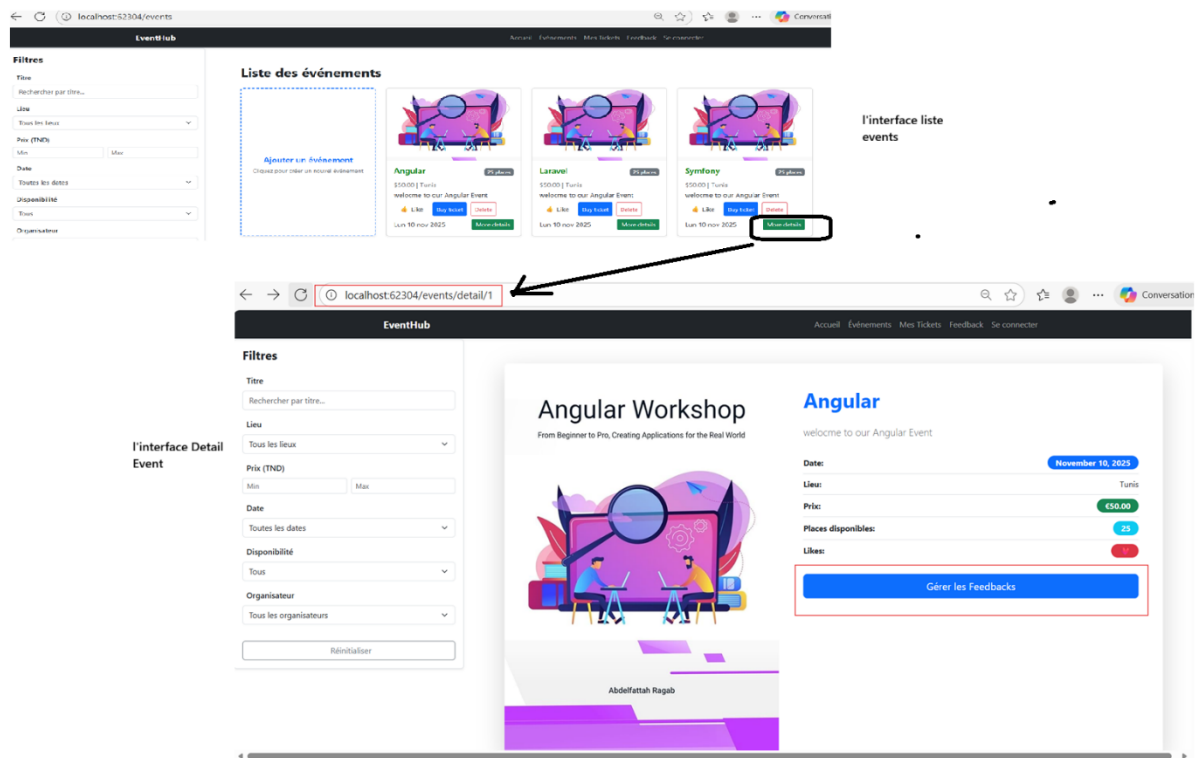 localhost:62304/events
Conversati
EventHub
Accueil Événements Mes Tickets Feedback Se connecter
Filtres
Titre
Rechercher par titre...
Lieu
Tous les lieux
Prix (TND)
Min Max
Date
Toutes les dates
Disponibilité
Tous
Organisateur
Liste des événements
Ajouter un événement
Cliquez pour créer un nouvel événement
Angular 25 places
$50.00 | Tunis
welocme to our Angular Event
Like Buy ticket Delete
Lun 10 nov 2025 More details
Laravel 25 places
$50.00 | Tunis
welocme to our Angular Event
Like Buy ticket Delete
Lun 10 nov 2025 More details
Symfony 25 places
$50.00 | Tunis
welocme to our Angular Event
Like Buy ticket Delete
Lun 10 nov 2025 More details
l'interface liste
events
localhost:62304/events/detail/1
Conversation
EventHub
Accueil Événements Mes Tickets Feedback Se connecter
l'interface Detail
Event
Filtres
Titre
Rechercher par titre...
Lieu
Tous les lieux
Prix (TND)
Min Max
Date
Toutes les dates
Disponibilité
Tous
Organisateur
Tous les organisateurs
Réinitialiser
Angular Workshop
From Beginner to Pro, Creating Applications for the Real World
Abdelfattah Ragab
Angular
welocme to our Angular Event
Date: November 10, 2025
Lieu: Tunis
Prix: €50.00
Places disponibles: 25
Likes:
Gérer les Feedbacks